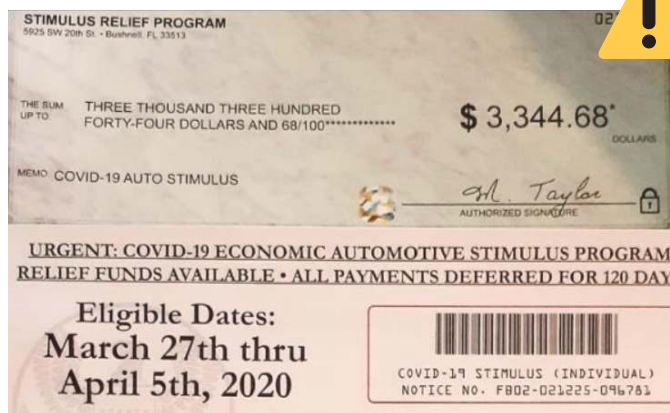 STIMULUS RELIEF PROGRAM
5925 SW 20th St. • Bushnell, FL 33513
THE SUM
UP TO
THREE THOUSAND THREE HUNDRED
FORTY-FOUR DOLLARS AND 68/100*************
$ 3,344.68*
DOLLARS
MEMO COVID-19 AUTO STIMULUS
M. Taylor
AUTHORIZED SIGNATURE
URGENT: COVID-19 ECONOMIC AUTOMOTIVE STIMULUS PROGRAM
RELIEF FUNDS AVAILABLE • ALL PAYMENTS DEFERRED FOR 120 DAY
Eligible Dates:
March 27th thru
April 5th, 2020
COVID-19 STIMULUS (INDIVIDUAL)
NOTICE NO. FB02-021225-096781
!